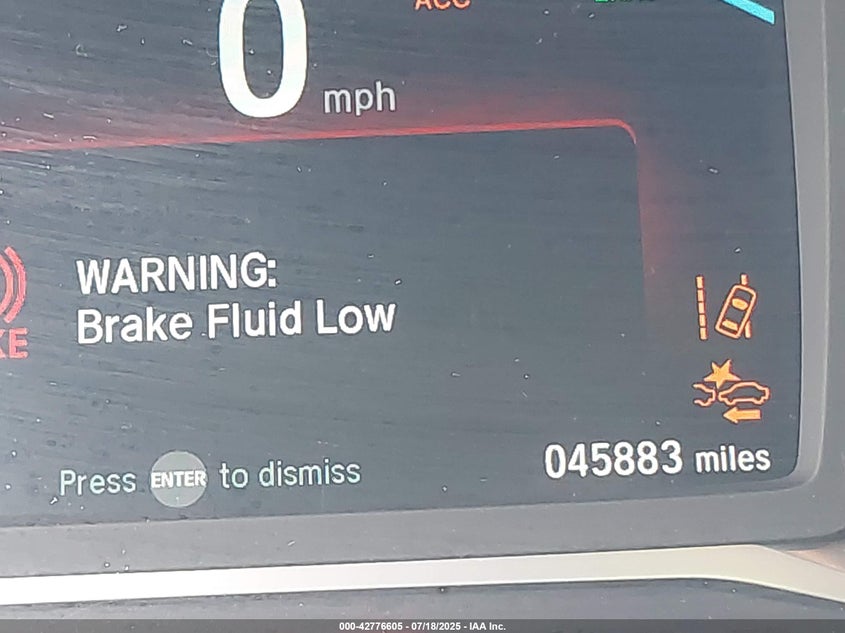 0 mph
ACC
WARNING:
Brake Fluid Low
Press ENTER to dismiss
045883 miles
000-42776605 - 07/18/2025 - IAA Inc.